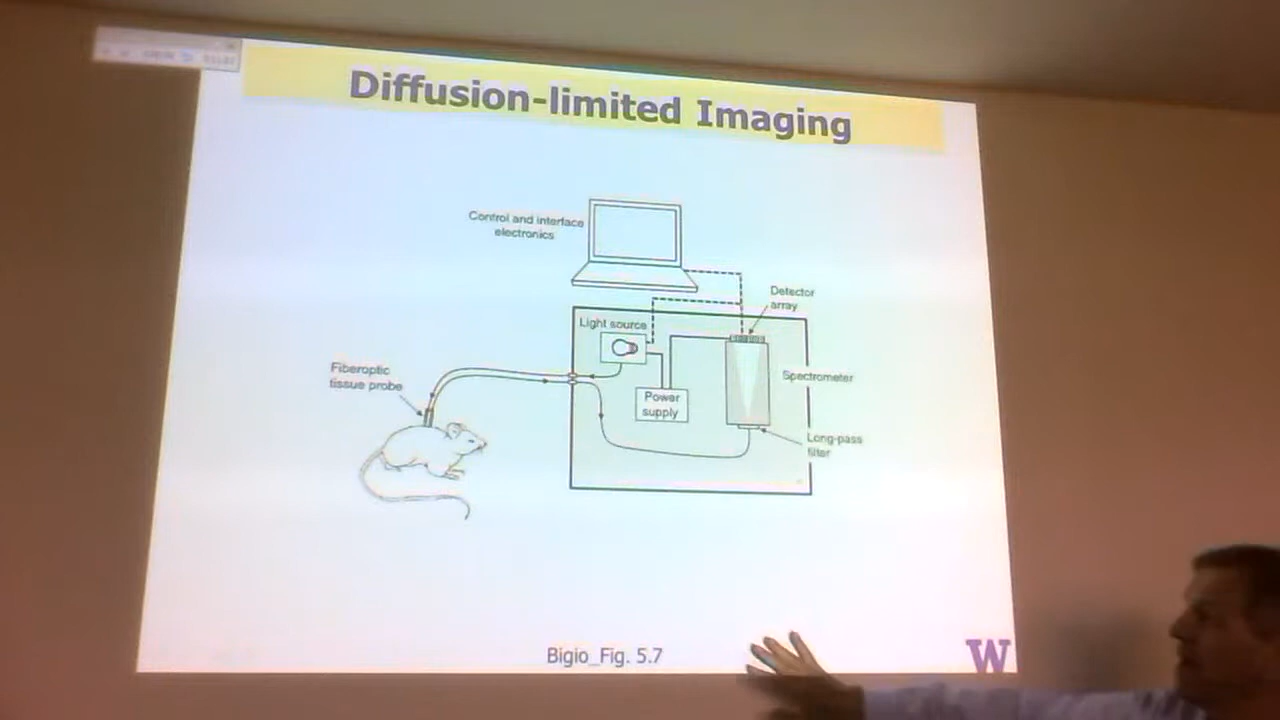 Diffusion-limited Imaging
Control and interface
electronics
Detector
array
Light source
Fiberoptic
tissue probe
Spectrometer
Power
supply
Long-pass
filter
Bigio_Fig. 5.7
W